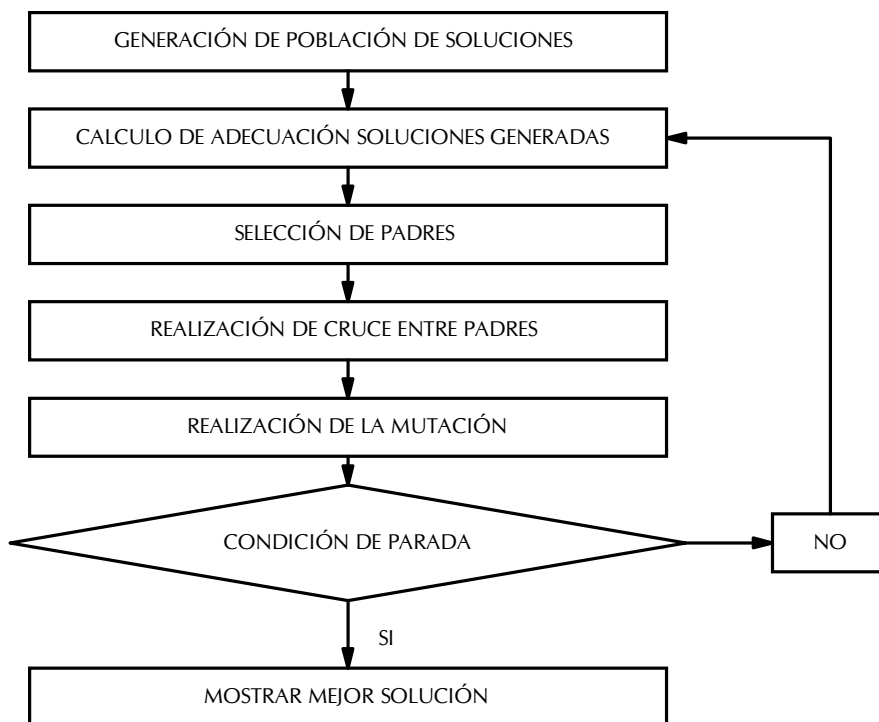 GENERACIÓN DE POBLACIÓN DE SOLUCIONES
CALCULO DE ADECUACIÓN SOLUCIONES GENERADAS
SELECCIÓN DE PADRES
REALIZACIÓN DE CRUCE ENTRE PADRES
REALIZACIÓN DE LA MUTACIÓN
CONDICIÓN DE PARADA
NO
SI
MOSTRAR MEJOR SOLUCIÓN